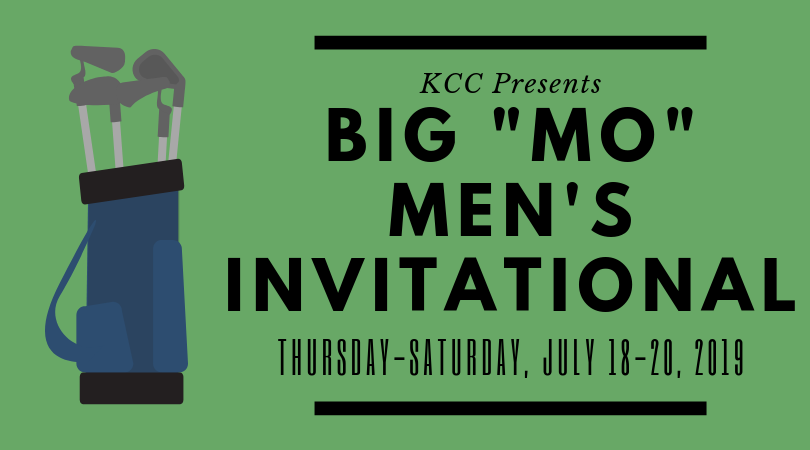 KCC Presents
BIG "MO"
MEN'S
INVITATIONAL
THURSDAY-SATURDAY, JULY 18-20, 2019